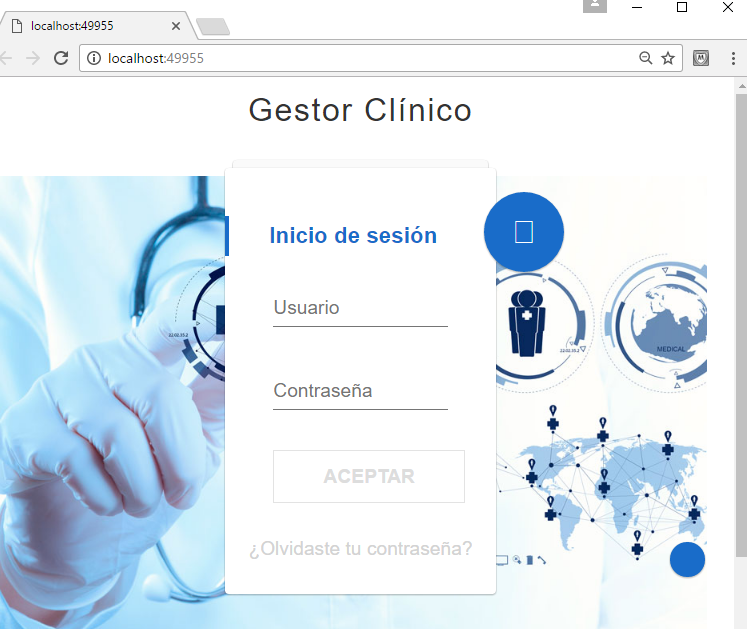 localhost:49955
localhost:49955
Gestor Clínico
Inicio de sesión
Usuario
Contraseña
ACEPTAR
¿Olvidaste tu contraseña?
MEDICAL